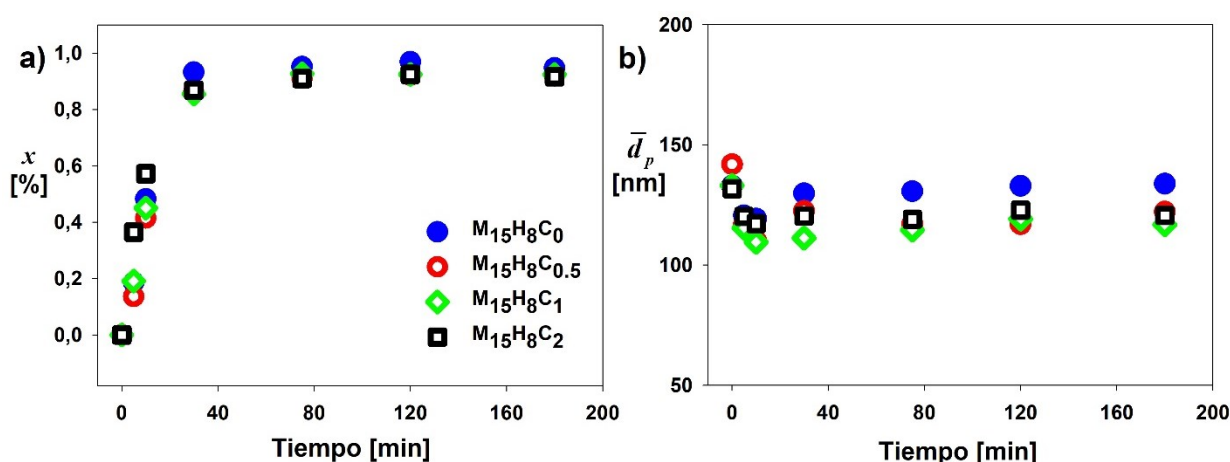 a)
1,0
0,8
0,6
0,4
0,2
0,0
x
[%]
M15H8C0
M15H8C0.5
M15H8C1
M15H8C2
0 40 80 120 160 200
Tiempo [min]
b)
200
150
100
50
d̅p
[nm]
0 40 80 120 160 200
Tiempo [min]